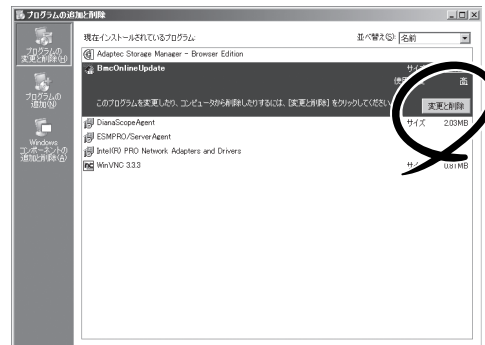 プログラムの追加と削除
プログラムの
変更と削除(H)
プログラムの
追加(N)
Windows
コンポーネントの
追加と削除(A)
現在インストールされているプログラム:
並べ替え(S): 名前
Adaptec Storage Manager - Browser Edition
BmcOnlineUpdate
このプログラムを変更したり、コンピュータから削除したりするには、[変更と削除] をクリックしてください
変更と削除
DianaScopeAgent
サイズ 2.03MB
ESMPRO/ServerAgent
Intel(R) PRO Network Adapters and Drivers
WinVNC 3.3.3
0.81MB